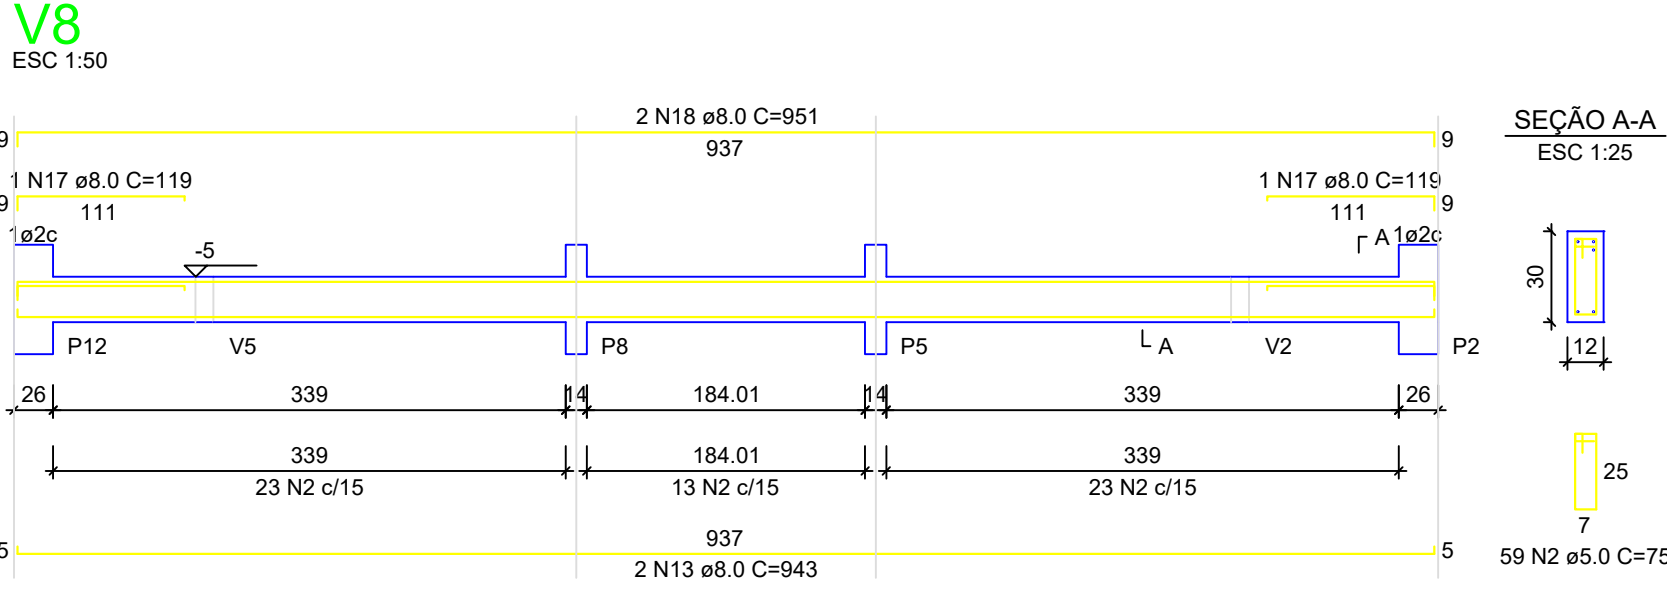 V8
ESC 1:50
2 N18 ø8.0 C=951
9 937 9
SEÇÃO A-A
ESC 1:25
1 N17 ø8.0 C=119
1 N17 ø8.0 C=119
9 111
111 9
1ø2c
-5
A 1ø2c
30
12
P12
V5
P8
P5
A
V2
P2
26 339 14 184.01 14 339 26
339 184.01 339
23 N2 c/15
13 N2 c/15
23 N2 c/15
25
7
59 N2 ø5.0 C=75
5 937 5
2 N13 ø8.0 C=943